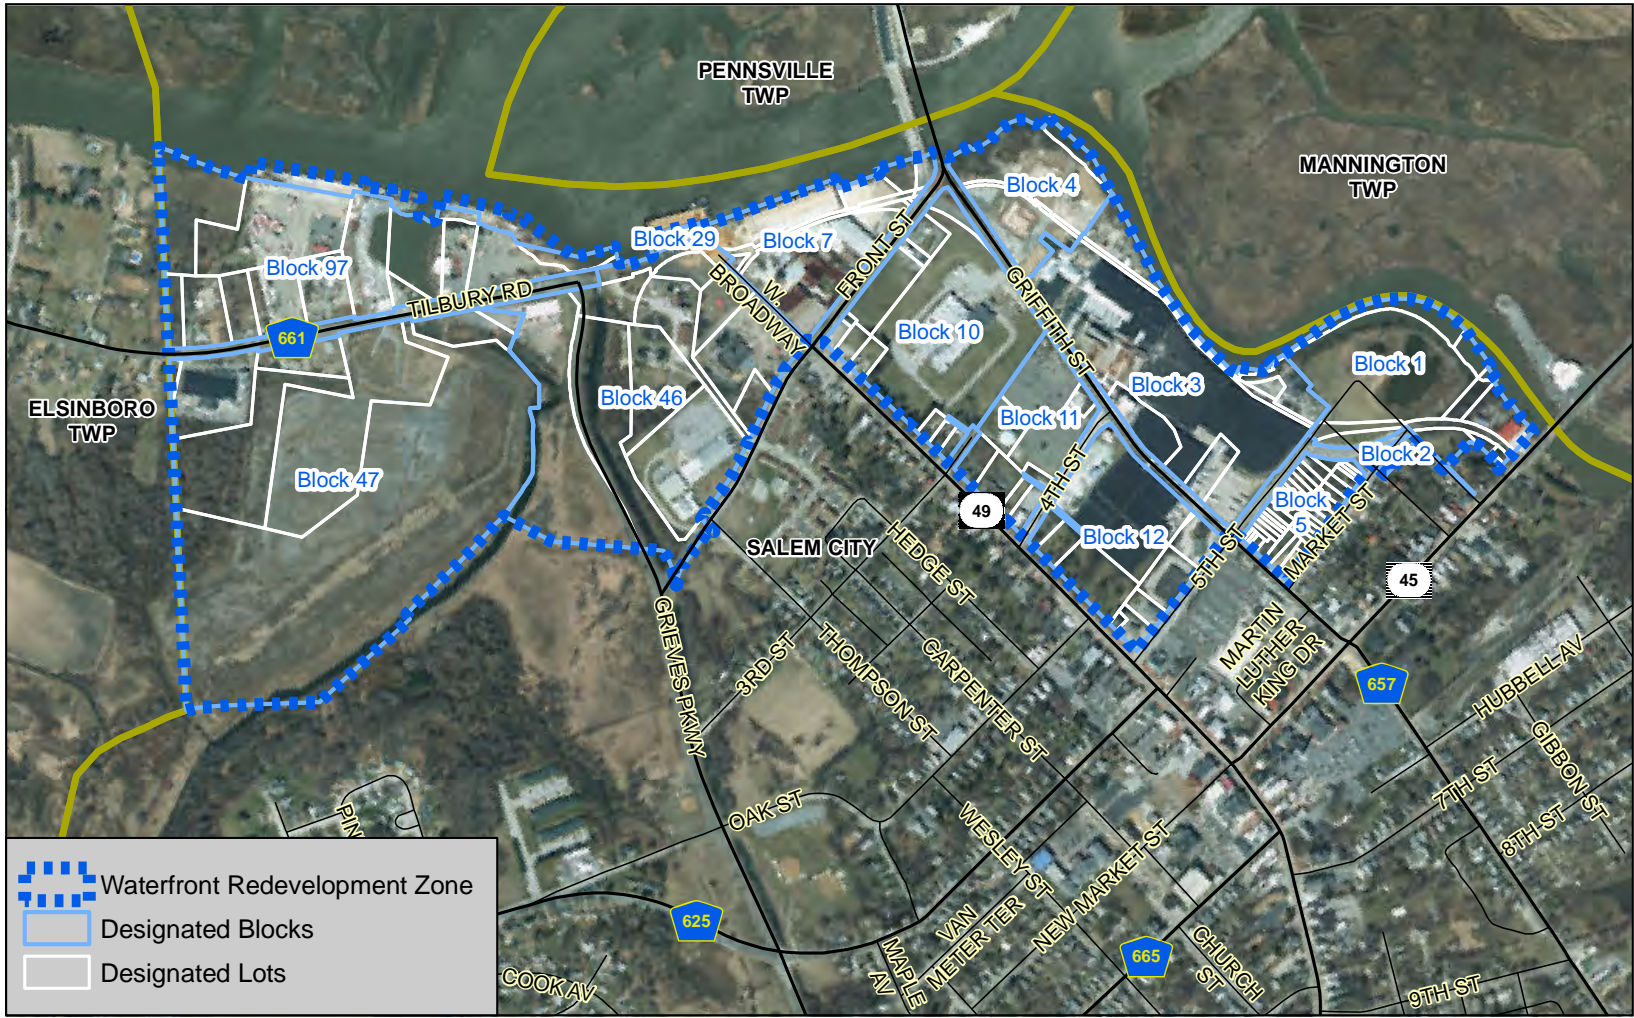 PENNSVILLE
TWP
MANNINGTON
TWP
Block 4
Block 29
Block 7
Block 97
FRONT ST
W.
BROADWAY
TILBURY RD
661
GRIFFITH ST
Block 10
Block 1
Block 3
ELSINBORO
TWP
Block 46
Block 11
Block 2
Block 47
4TH ST
49
Block
5
MARKET ST
Block 12
SALEM CITY
HEDGE ST
5TH ST
45
GRIEVES PKWY
3RD ST
THOMPSON ST
CARPENTER ST
MARTIN
LUTHER
KING DR
657
HUBBELL AV
GIBBON ST
7TH ST
8TH ST
PIN
OAK ST
WESLEY ST
NEW MARKET ST
VAN
METER TER
625
665
MAPLE
AV
CHURCH
ST
COOK AV
9TH ST
Waterfront Redevelopment Zone
Designated Blocks
Designated Lots